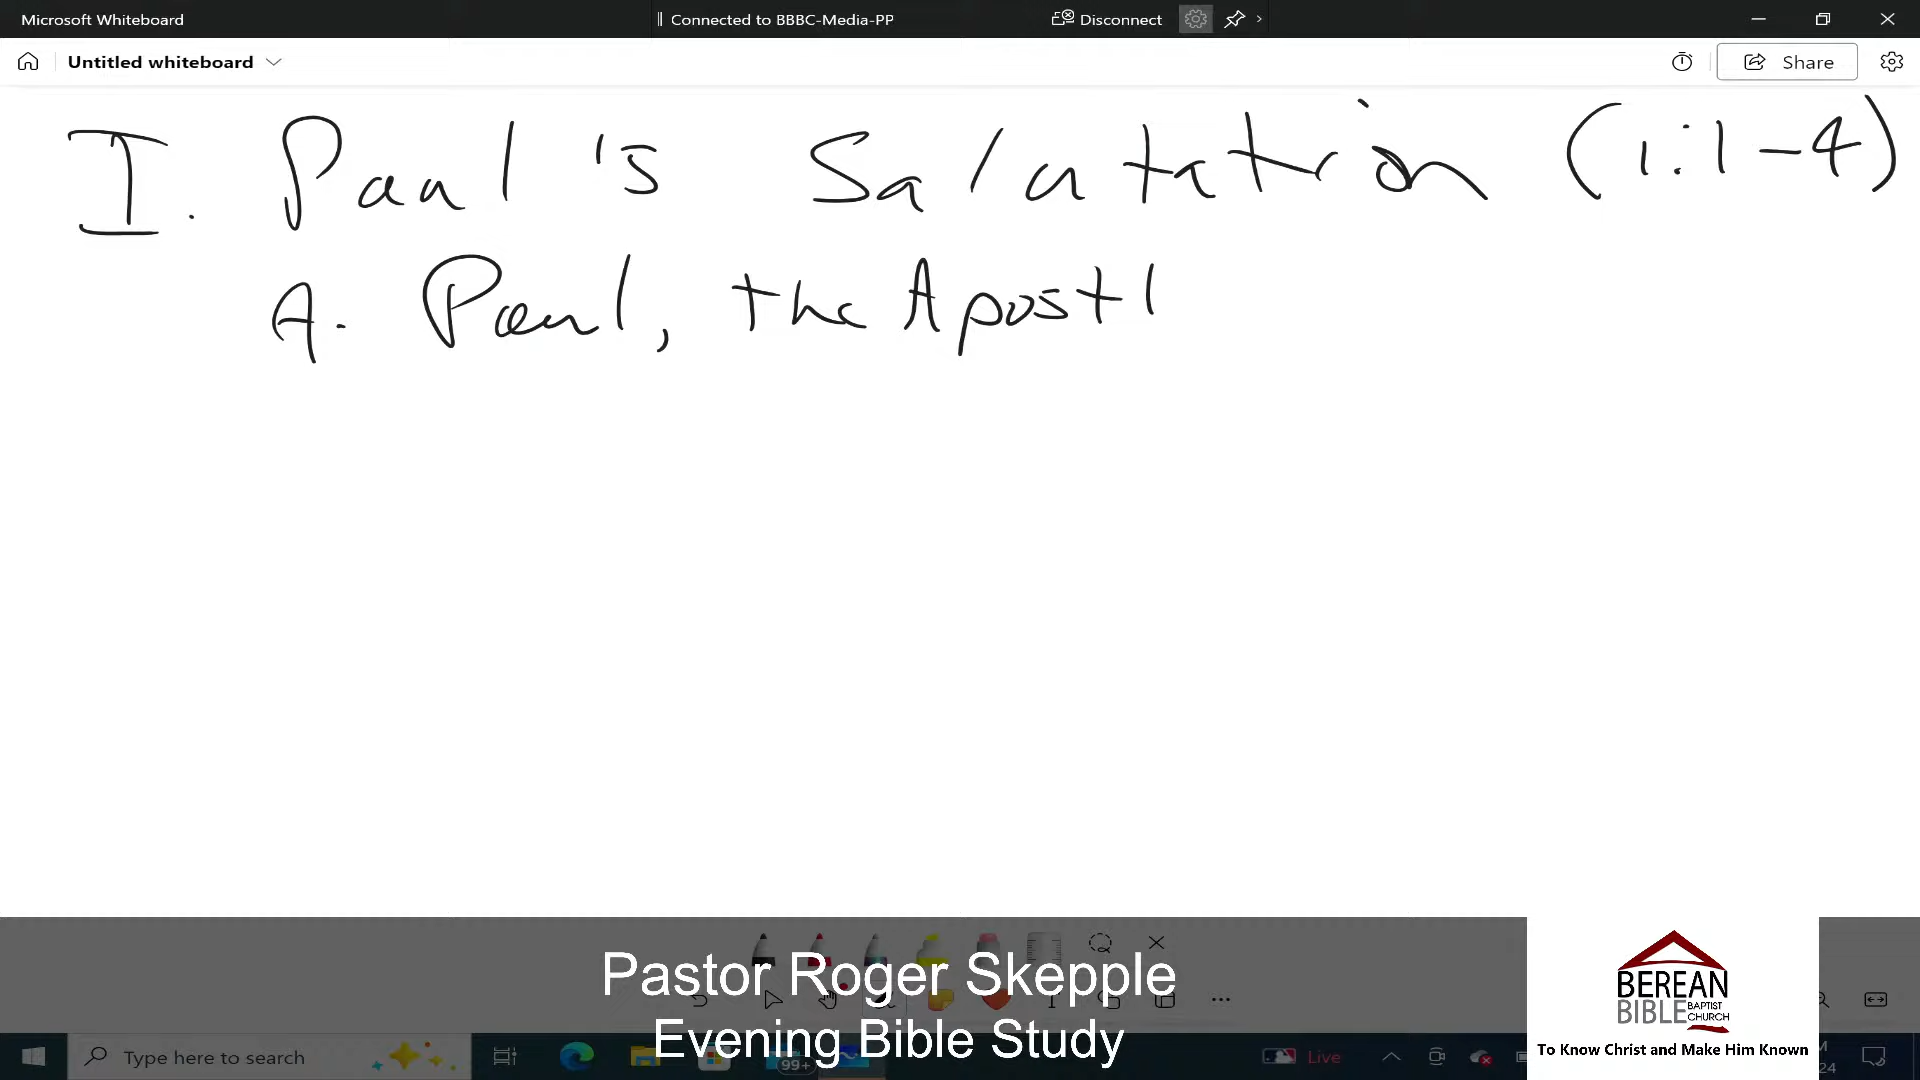 Microsoft Whiteboard
Connected to BBBC-Media-PP
Disconnect
Untitled whiteboard
Share
I. Paul's Salutation (1:1-4)
A. Paul, the Apostl
Pastor Roger Skepple
Evening Bible Study
BEREAN
BIBLE BAPTIST CHURCH
To Know Christ and Make Him Known
Type here to search
99+
Live
24